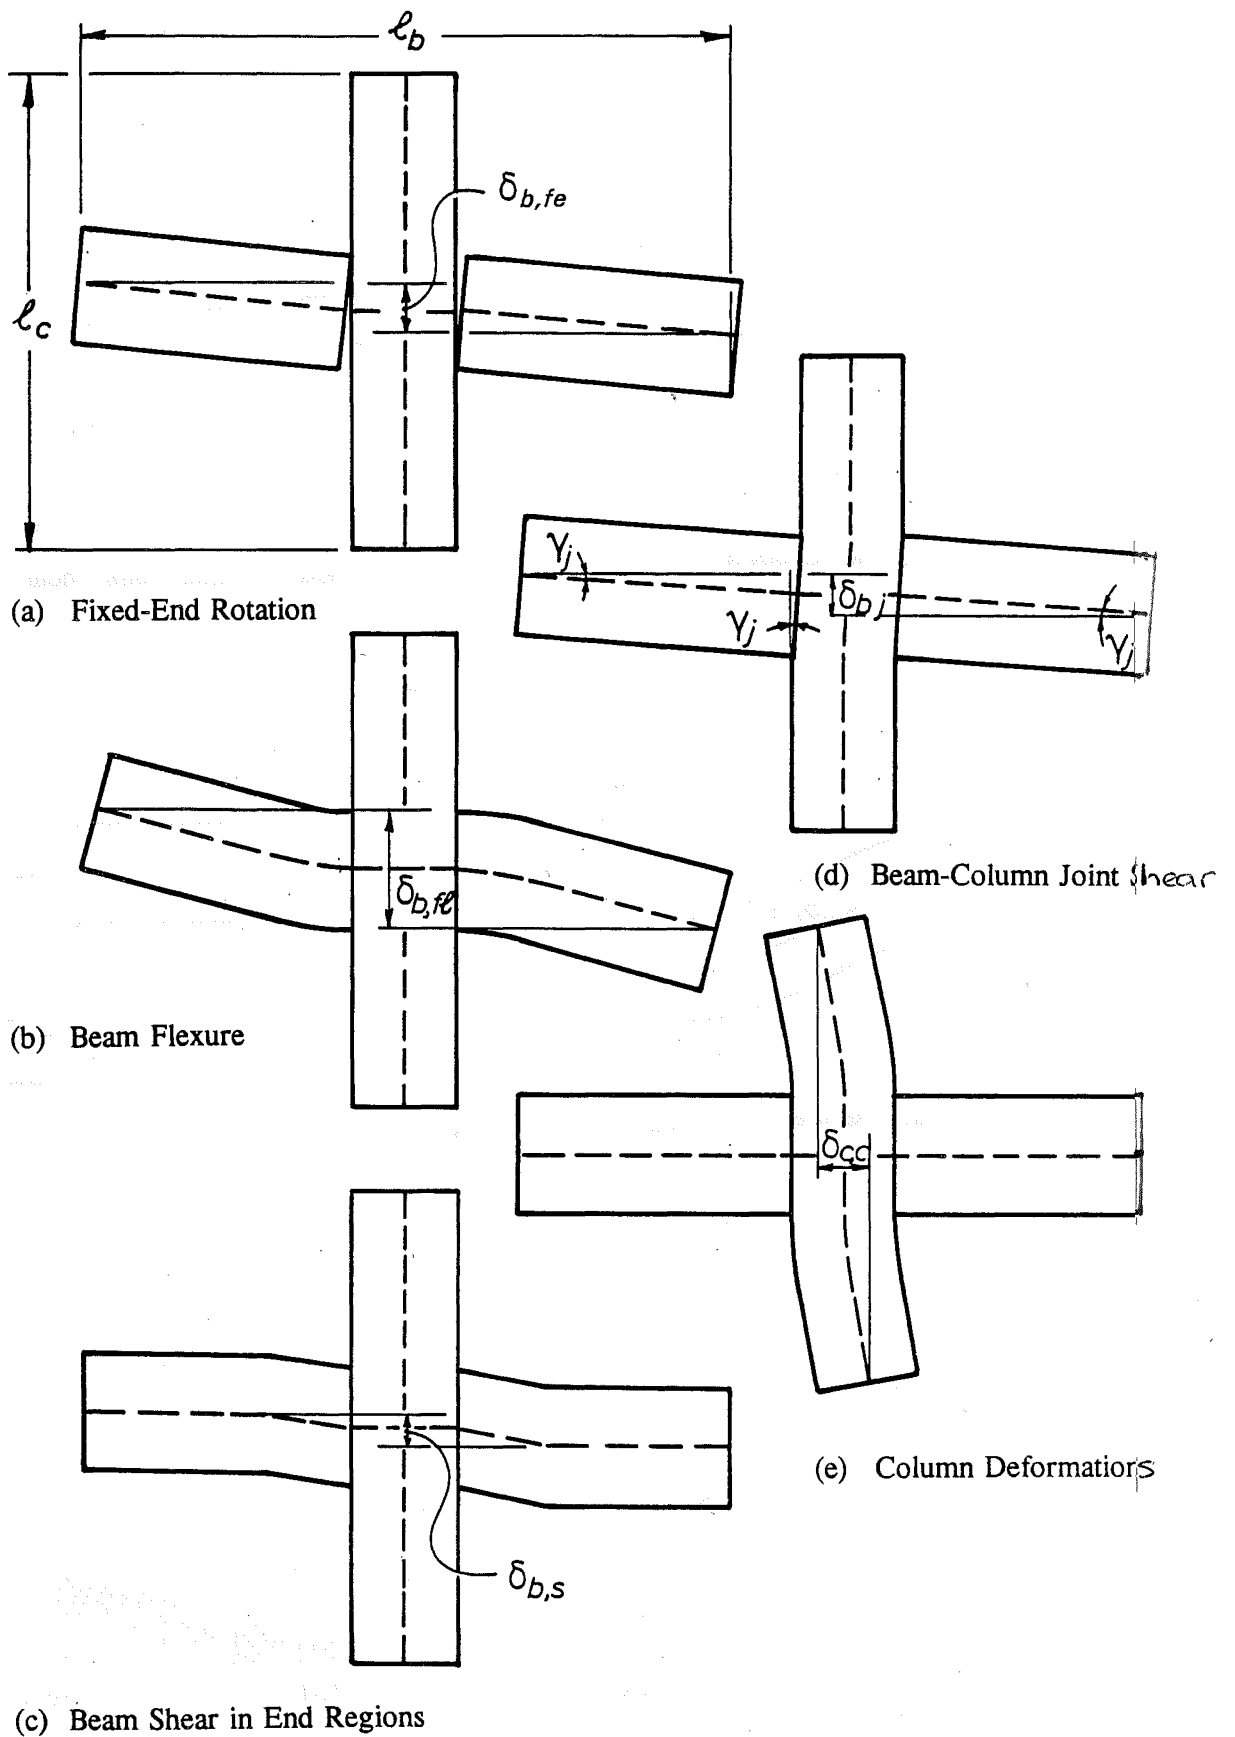 ℓb
δb,fe
ℓc
(a) Fixed-End Rotation
γj
δbj
γj
γj
(d) Beam-Column Joint Shear
δb,fℓ
(b) Beam Flexure
δcc
(e) Column Deformations
δb,s
(c) Beam Shear in End Regions